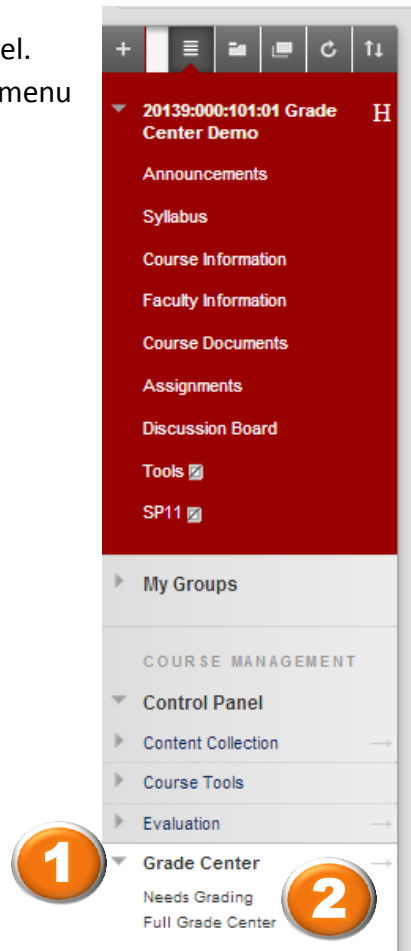 el.
menu
20139:000:101:01 Grade
Center Demo
H
Announcements
Syllabus
Course Information
Faculty Information
Course Documents
Assignments
Discussion Board
Tools
SP11
My Groups
COURSE MANAGEMENT
Control Panel
Content Collection
Course Tools
Evaluation
1
Grade Center
Needs Grading
Full Grade Center
2